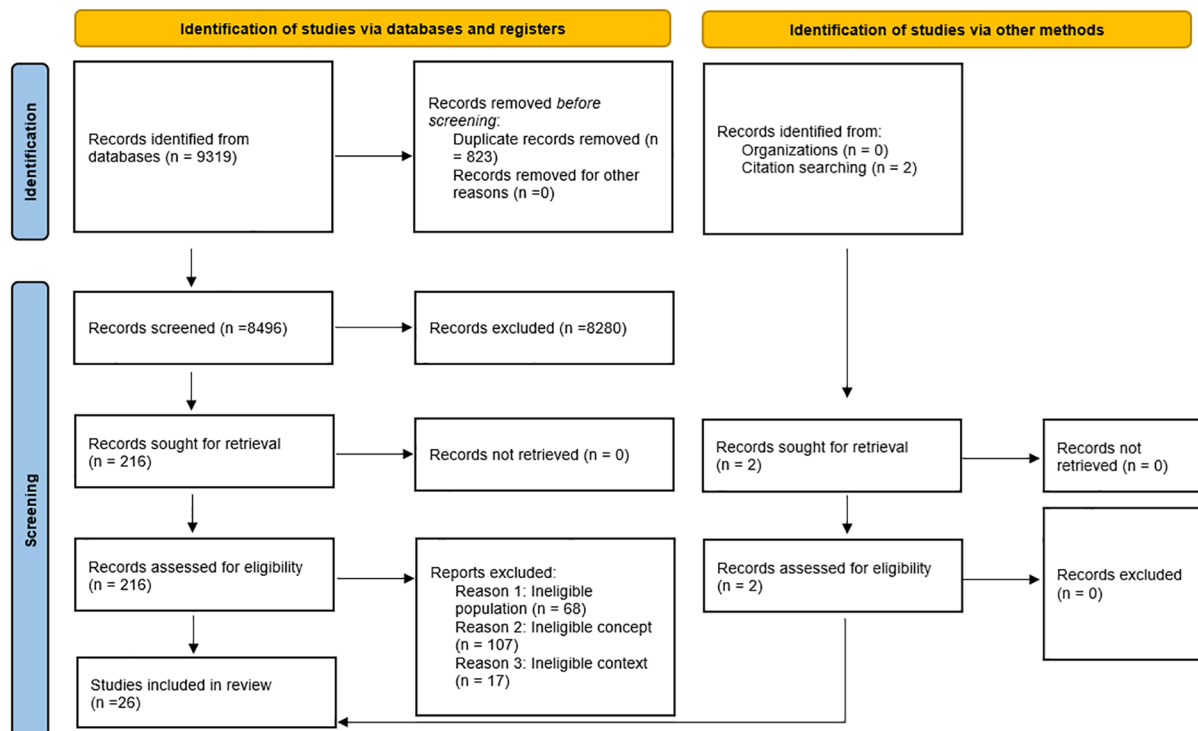 Identification of studies via databases and registers
Identification of studies via other methods
Identification
Records identified from
databases (n = 9319)
Records removed before
screening:
Duplicate records removed (n
= 823)
Records removed for other
reasons (n =0)
Records identified from:
Organizations (n = 0)
Citation searching (n = 2)
Screening
Records screened (n =8496)
Records excluded (n =8280)
Records sought for retrieval
(n = 216)
Records not retrieved (n = 0)
Records sought for retrieval
(n = 2)
Records not
retrieved (n = 0)
Records assessed for eligibility
(n = 216)
Reports excluded:
Reason 1: Ineligible
population (n = 68)
Reason 2: Ineligible concept
(n = 107)
Reason 3: Ineligible context
(n = 17)
Records assessed for eligibility
(n = 2)
Records excluded
(n = 0)
Studies included in review
(n =26)